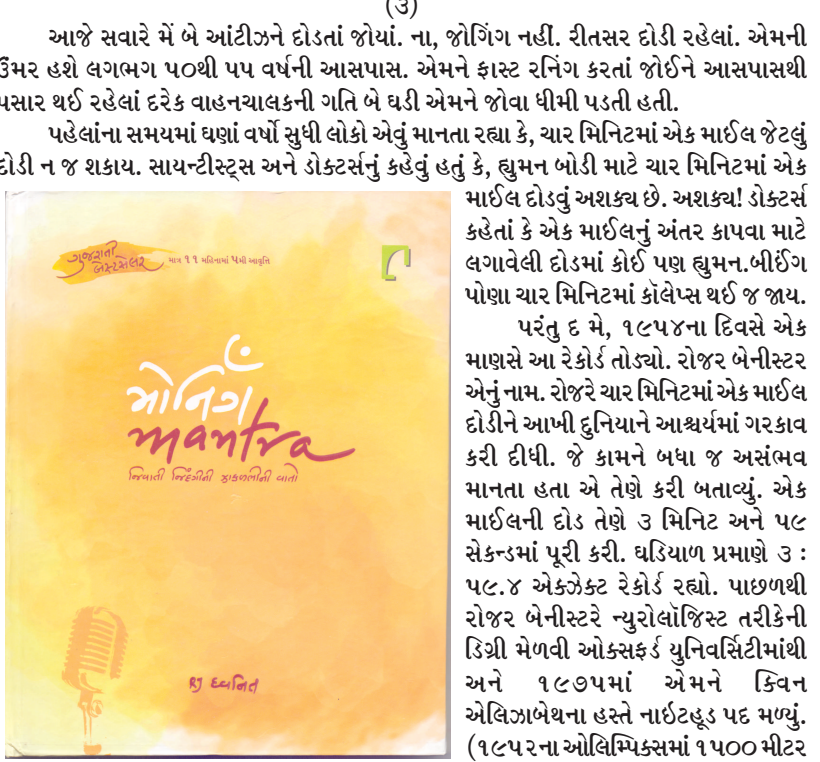 (૩)
આજે સવારે મેં બે આંટીઝને દોડતાં જોયાં. ના, જોગિંગ નહીં. રીતસર દોડી રહેલાં. એમની
ઉંમર હશે લગભગ ૫૦થી ૫૫ વર્ષની આસપાસ. એમને ફાસ્ટ રનિંગ કરતાં જોઈને આસપાસથી
પસાર થઈ રહેલાં દરેક વાહનચાલકની ગતિ બે ઘડી એમને જોવા ધીમી પડતી હતી.
પહેલાંના સમયમાં ઘણાં વર્ષો સુધી લોકો એવું માનતા રહ્યા કે, ચાર મિનિટમાં એક માઈલ જેટલું
દોડી ન જ શકાય. સાયન્ટીસ્ટ્સ અને ડોક્ટર્સનું કહેવું હતું કે, હ્યુમન બોડી માટે ચાર મિનિટમાં એક
માઈલ દોડવું અશક્ય છે. અશક્ય! ડોક્ટર્સ
કહેતાં કે એક માઈલનું અંતર કાપવા માટે
લગાવેલી દોડમાં કોઈ પણ હ્યુમન.બીઈંગ
પોણા ચાર મિનિટમાં કૉલેપ્સ થઈ જ જાય.
પરંતુ ૬ મે, ૧૯૫૪ના દિવસે એક
માણસે આ રેકોર્ડ તોડ્યો. રોજર બેનીસ્ટર
એનું નામ. રોજરે ચાર મિનિટમાં એક માઈલ
દોડીને આખી દુનિયાને આશ્ચર્યમાં ગરકાવ
કરી દીધી. જે કામને બધા જ અસંભવ
માનતા હતા એ તેણે કરી બતાવ્યું. એક
માઈલની દોડ તેણે ૩ મિનિટ અને ૫૯
સેકન્ડમાં પૂરી કરી. ઘડિયાળ પ્રમાણે ૩ :
૫૯.૪ એક્ઝેક્ટ રેકોર્ડ રહ્યો. પાછળથી
રોજર બેનીસ્ટરે ન્યુરોલૉજિસ્ટ તરીકેની
ડિગ્રી મેળવી ઓક્સફર્ડ યુનિવર્સિટીમાંથી
અને ૧૯૭૫માં એમને ક્વિન
એલિઝાબેથના હસ્તે નાઇટહૂડ પદ મળ્યું.
(૧૯૫૨ના ઓલિમ્પિક્સમાં ૧૫૦૦ મીટર
ગુજરાતી
બેસ્ટસેલર
માત્ર ૧૧ મહિનામાં ૫મી આવૃત્તિ
મોર્નિંગ
mantra
જિવાતી જિંદગીની ઝાકળભીની વાતો
RJ ધ્વનિત